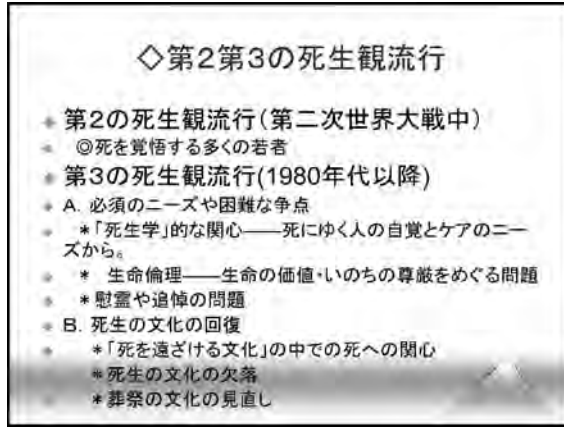 ◇第2第3の死生観流行
第2の死生観流行(第二次世界大戦中)
◎死を覚悟する多くの若者
第3の死生観流行(1980年代以降)
A. 必須のニーズや困難な争点
＊「死生学」的な関心――死にゆく人の自覚とケアのニー
ズから。
＊ 生命倫理――生命の価値・いのちの尊厳をめぐる問題
＊慰霊や追悼の問題
B. 死生の文化の回復
＊「死を遠ざける文化」の中での死への関心
＊死生の文化の欠落
＊葬祭の文化の見直し